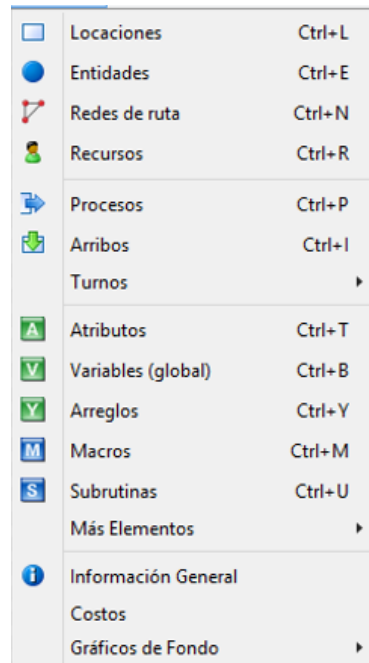 Locaciones Ctrl+L
Entidades Ctrl+E
Redes de ruta Ctrl+N
Recursos Ctrl+R
Procesos Ctrl+P
Arribos Ctrl+I
Turnos
A Atributos Ctrl+T
V Variables (global) Ctrl+B
Y Arreglos Ctrl+Y
M Macros Ctrl+M
S Subrutinas Ctrl+U
Más Elementos
i Información General
Costos
Gráficos de Fondo